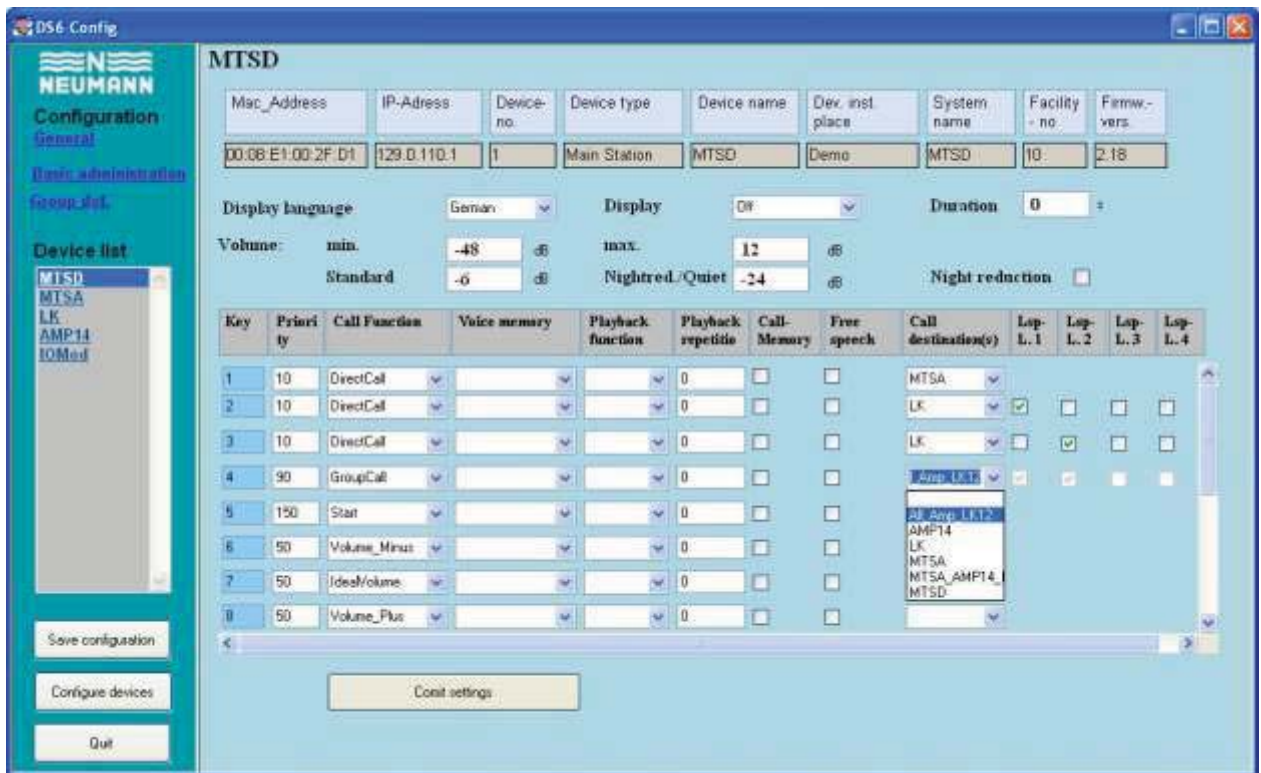 DS6 Config
NEUMANN
Configuration
General
Basic administration
Group def.
Device list
MTSD
MTSA
LK
AMP14
IOMod
Save configuration
Configure devices
Quit
MTSD
Mac_Address IP-Adress Device-no. Device type Device name Dev. inst. place System name Facility - no Firmw.-vers.
00:08:E1:00:2F:D1 129.0.110.1 1 Main Station MTSD Demo MTSD 10 2.18
Display language German Display Off Duration 0 s
Volume: min. -48 dB max. 12 dB
Standard -6 dB Nightred./Quiet -24 dB Night reduction
Key Priority Call Function Voice memory Playback function Playback repetitio Call-Memory Free speech Call destination(s) Lsp-L. 1 Lsp-L. 2 Lsp-L. 3 Lsp-L. 4
1 10 DirectCall 0 MTSA
2 10 DirectCall 0 LK
3 10 DirectCall 0 LK
4 90 GroupCall 0 l_Amp_LK12
5 150 Start 0
6 50 Volume_Minus 0
7 50 IdealVolume 0
8 50 Volume_Plus 0
All_Amp_LK12
AMP14
LK
MTSA
MTSA_AMP14_
MTSD
Comit settings